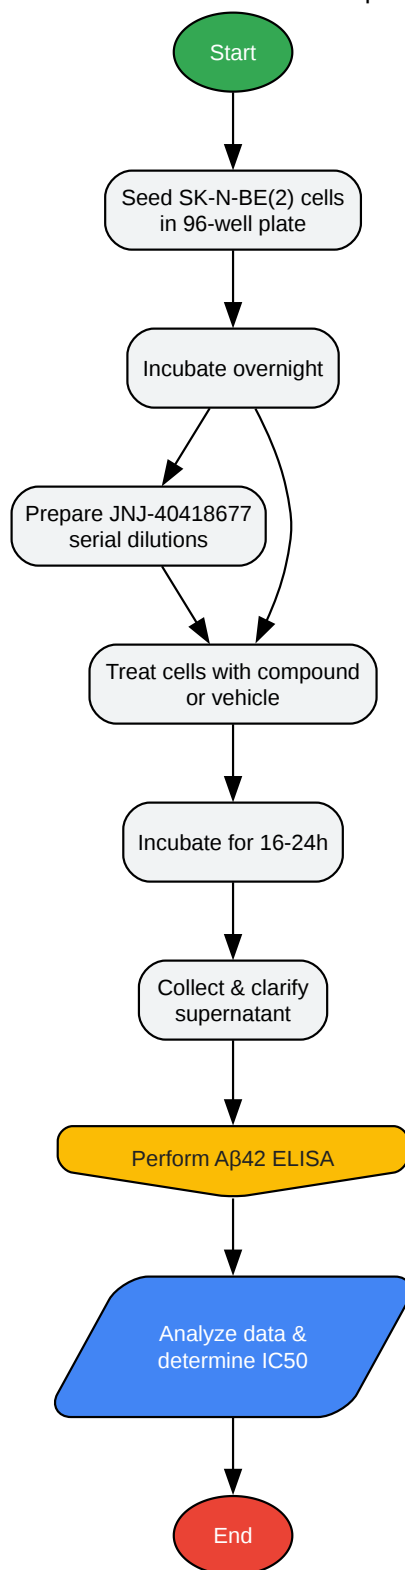 Start
Seed SK-N-BE(2) cells
in 96-well plate
Incubate overnight
Prepare JNJ-40418677
serial dilutions
Treat cells with compound
or vehicle
Incubate for 16-24h
Collect & clarify
supernatant
Perform Aβ42 ELISA
Analyze data &
determine IC50
End